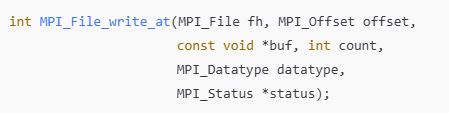 int MPI_File_write_at(MPI_File fh, MPI_Offset offset,
                      const void *buf, int count,
                      MPI_Datatype datatype,
                      MPI_Status *status);